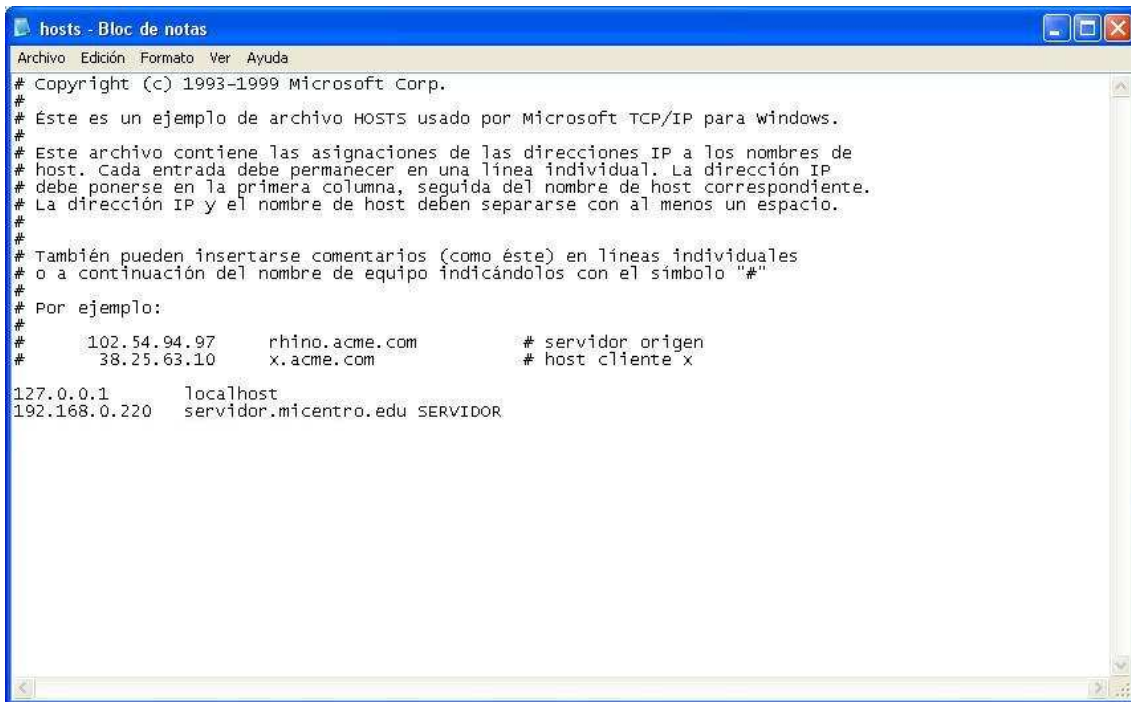 hosts - Bloc de notas
Archivo Edición Formato Ver Ayuda
# Copyright (c) 1993-1999 Microsoft Corp.
#
# Éste es un ejemplo de archivo HOSTS usado por Microsoft TCP/IP para Windows.
#
# Este archivo contiene las asignaciones de las direcciones IP a los nombres de
# host. Cada entrada debe permanecer en una línea individual. La dirección IP
# debe ponerse en la primera columna, seguida del nombre de host correspondiente.
# La dirección IP y el nombre de host deben separarse con al menos un espacio.
#
#
# También pueden insertarse comentarios (como éste) en líneas individuales
# o a continuación del nombre de equipo indicándolos con el símbolo "#"
#
# Por ejemplo:
#
#      102.54.94.97     rhino.acme.com          # servidor origen
#       38.25.63.10     x.acme.com              # host cliente x

127.0.0.1       localhost
192.168.0.220   servidor.micentro.edu SERVIDOR